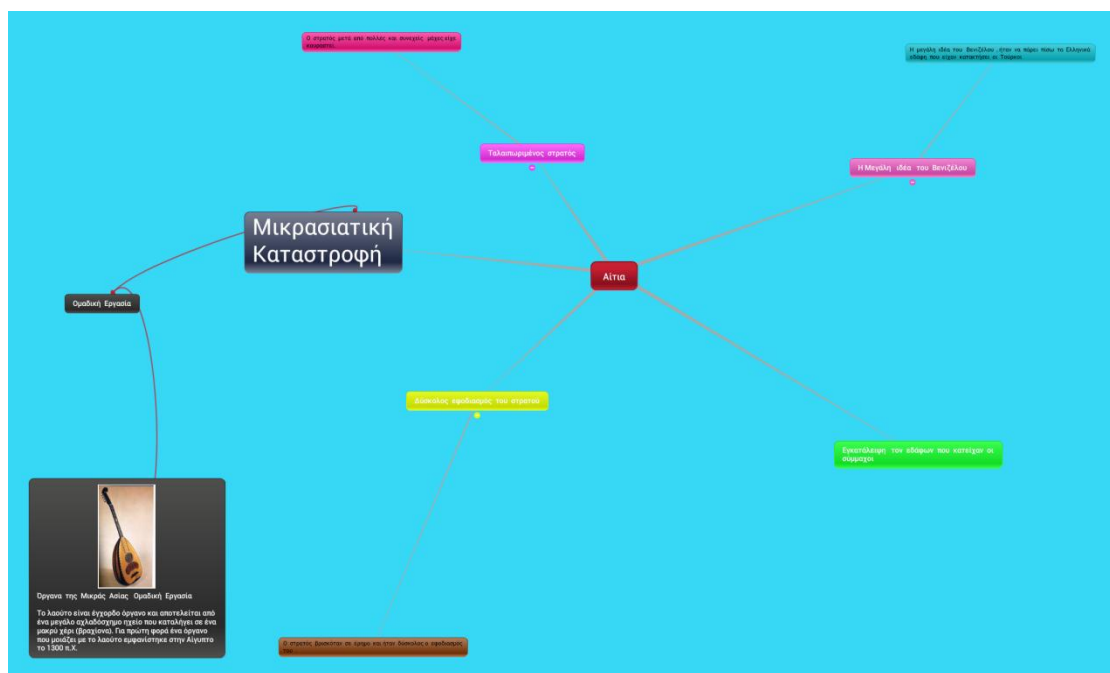 Ο στρατός μετά από πολλές και συνεχείς μάχες είχε
κουραστεί.
Η μεγάλη ιδέα του Βενιζέλου , ήταν να πάρει πίσω τα Ελληνικά
εδάφη που είχαν κατακτήσει οι Τούρκοι
Ταλαιπωριμένος στρατός
Η Μεγάλη ιδέα του Βενιζέλου
Μικρασιατική
Καταστροφή
Αίτια
Ομαδική Εργασία
Δύσκολος εφοδιασμός του στρατού
Εγκατάλειψη τον εδάφων που κατείχαν οι
σύμμαχοι
Όργανα της Μικράς Ασίας Ομαδική Εργασία
Το λαούτο είναι έγχορδο όργανο και αποτελείται από
ένα μεγάλο αχλαδόσχημο ηχείο που καταλήγει σε ένα
μακρύ χέρι (βραχίονα). Για πρώτη φορά ένα όργανο
που μοιάζει με το λαούτο εμφανίστηκε στην Αίγυπτο
το 1300 π.Χ.
Ο στρατός βρισκόταν σε έρημο και ήταν δύσκολος ο εφοδιασμός
του